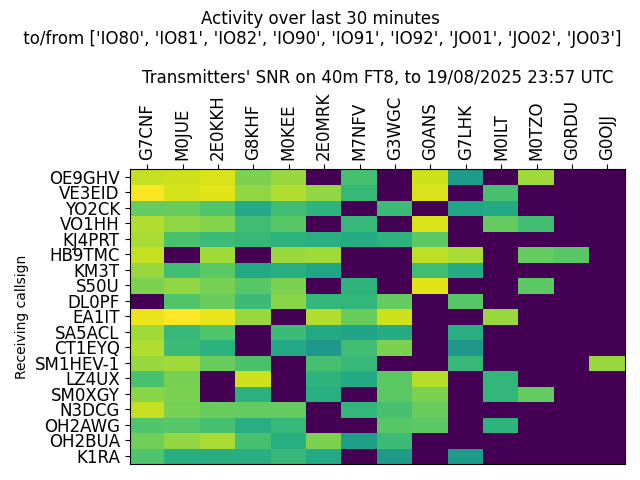 Activity over last 30 minutes
to/from ['IO80', 'IO81', 'IO82', 'IO90', 'IO91', 'IO92', 'JO01', 'JO02', 'JO03']
Transmitters' SNR on 40m FT8, to 19/08/2025 23:57 UTC
G7CNF
M0JUE
2E0KKH
G8KHF
M0KEE
2E0MRK
M7NFV
G3WGC
G0ANS
G7LHK
M0ILT
M0TZO
G0RDU
G0OJJ
Receiving callsign
OE9GHV
VE3EID
YO2CK
VO1HH
KJ4PRT
HB9TMC
KM3T
S50U
DL0PF
EA1IT
SA5ACL
CT1EYQ
SM1HEV-1
LZ4UX
SM0XGY
N3DCG
OH2AWG
OH2BUA
K1RA